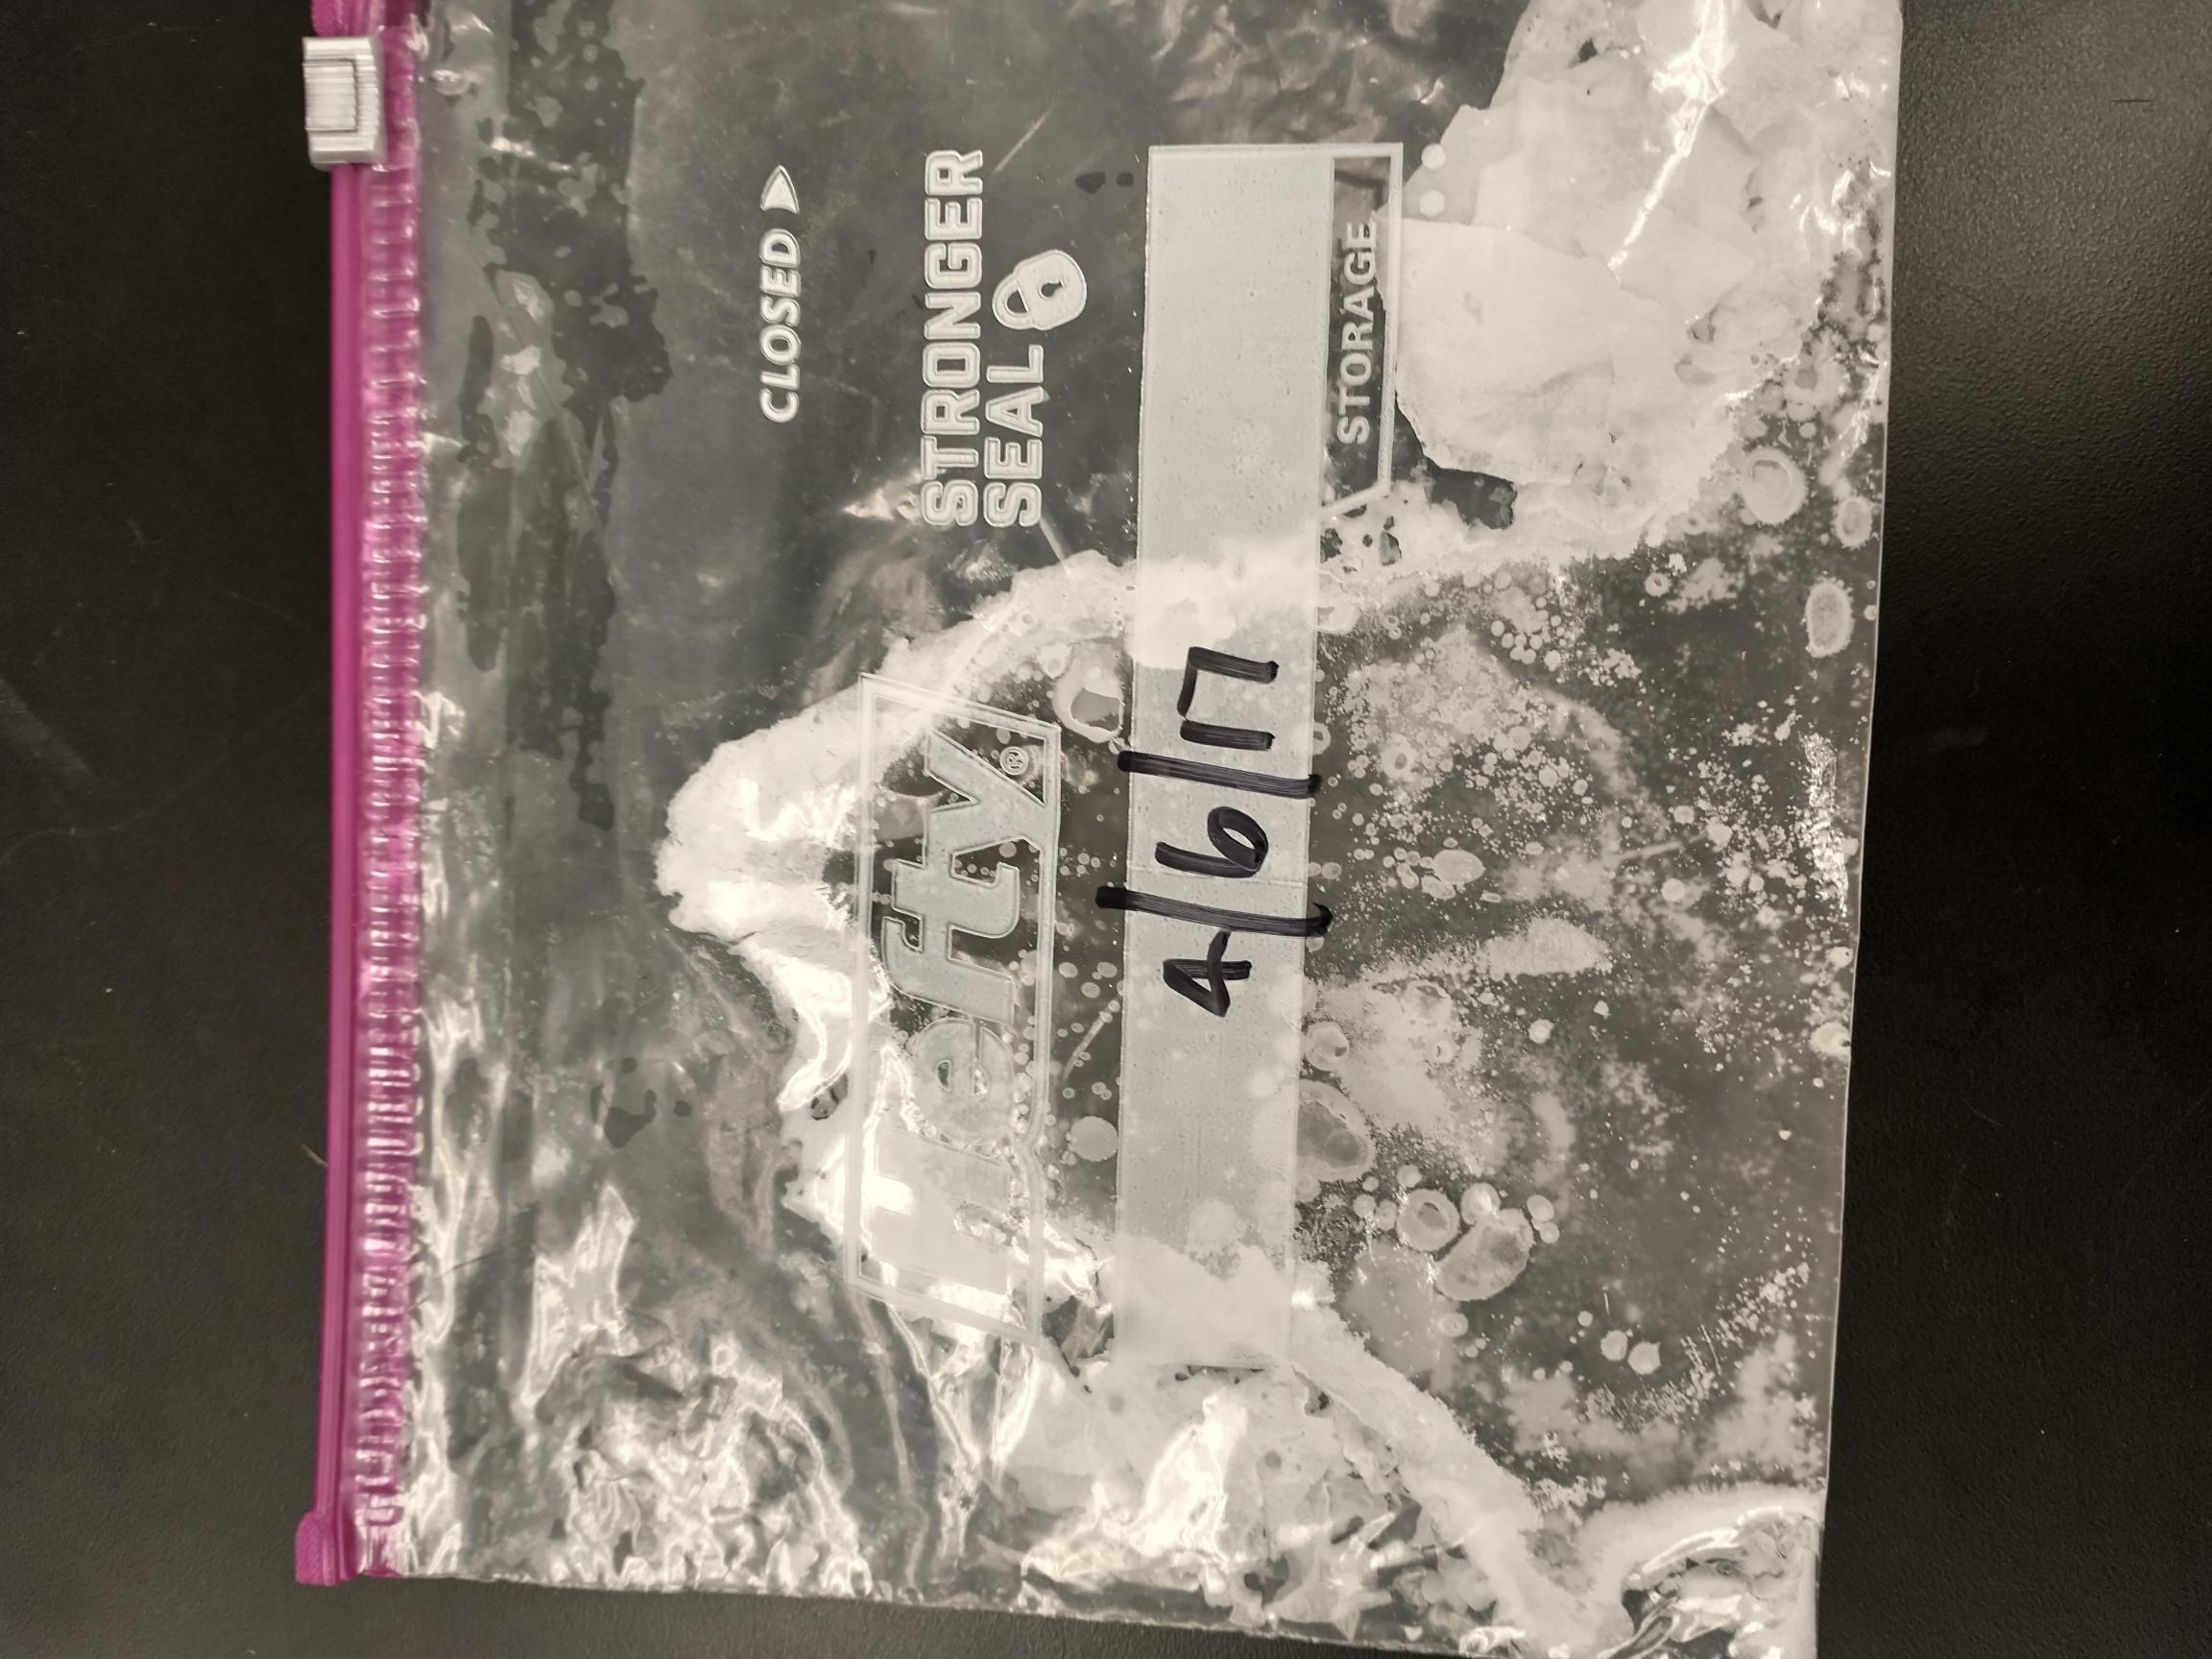 CLOSED
STRONGER
SEAL
Hefty®
4/6/17
STORAGE